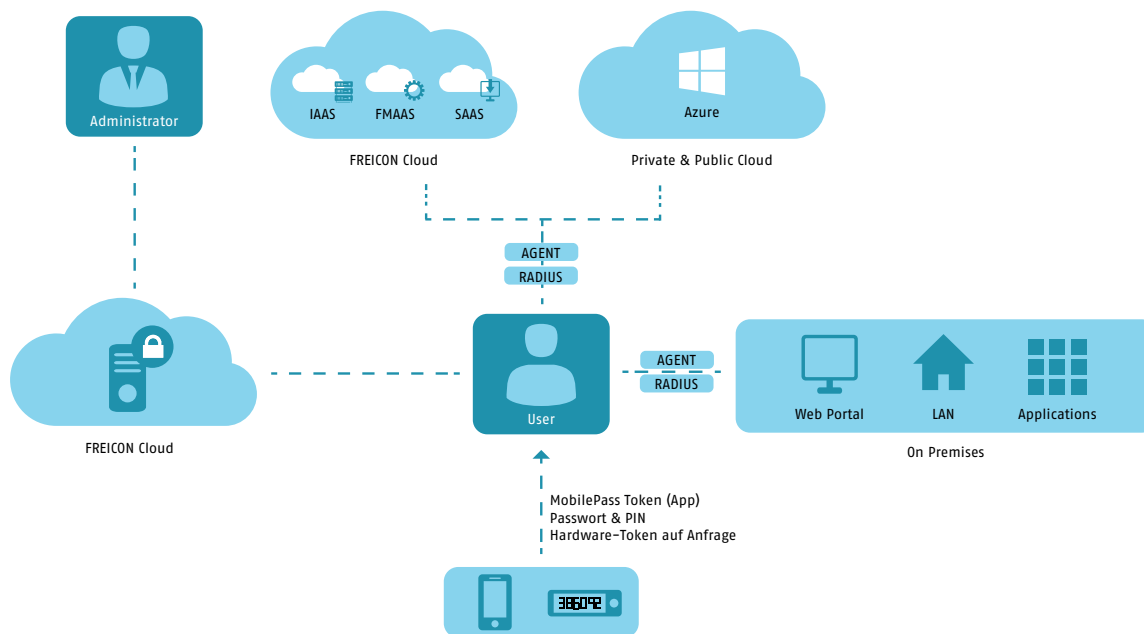 Administrator
IAAS
FMAAS
SAAS
FREICON Cloud
Azure
Private & Public Cloud
AGENT
RADIUS
FREICON Cloud
User
AGENT
RADIUS
Web Portal
LAN
Applications
On Premises
MobilePass Token (App)
Passwort & PIN
Hardware-Token auf Anfrage
386092